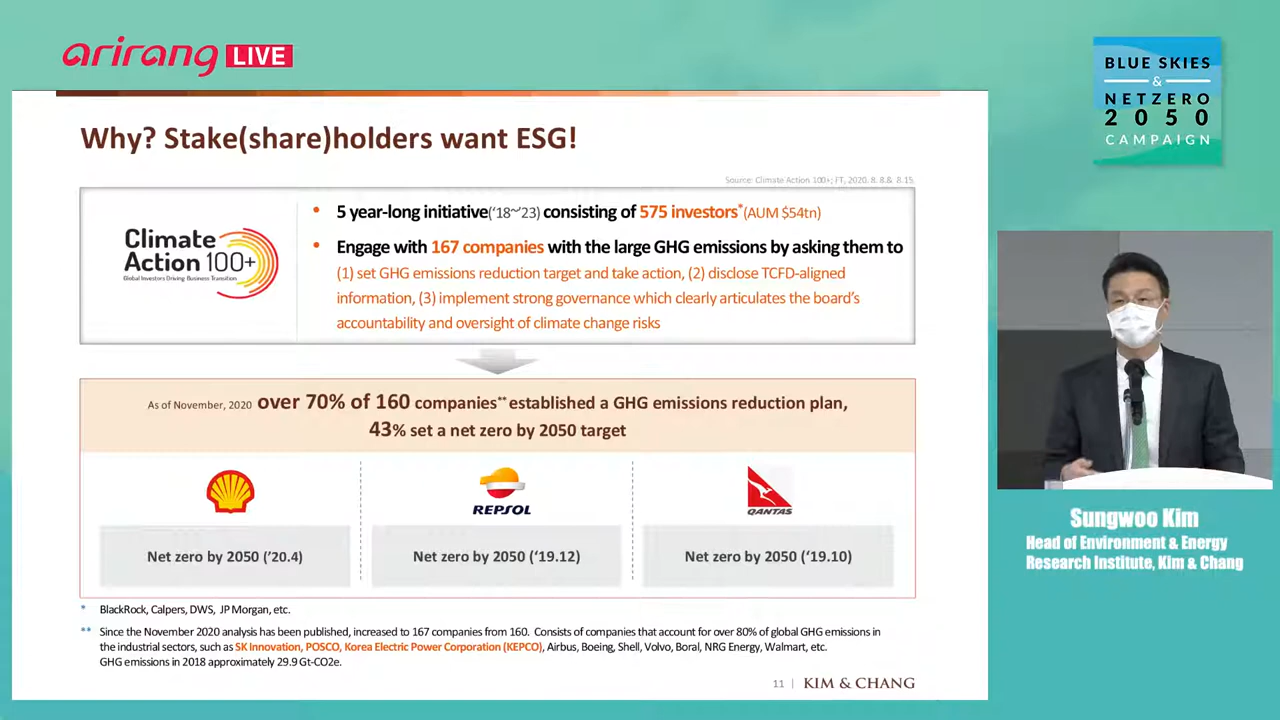 arirang LIVE
BLUE SKIES
&
NETZERO
2050
CAMPAIGN
Why? Stake(share)holders want ESG!
Source: Climate Action 100+; FT, 2020. 8. 8.& 8.15
Climate
Action 100+
Global Investors Driving Business Transition
• 5 year-long initiative(‘18~’23) consisting of 575 investors*(AUM $54tn)
• Engage with 167 companies with the large GHG emissions by asking them to
(1) set GHG emissions reduction target and take action, (2) disclose TCFD-aligned
information, (3) implement strong governance which clearly articulates the board’s
accountability and oversight of climate change risks
As of November, 2020 over 70% of 160 companies** established a GHG emissions reduction plan,
43% set a net zero by 2050 target
REPSOL
QANTAS
Net zero by 2050 (’20.4)
Net zero by 2050 (‘19.12)
Net zero by 2050 (‘19.10)
* BlackRock, Calpers, DWS, JP Morgan, etc.
** Since the November 2020 analysis has been published, increased to 167 companies from 160. Consists of companies that account for over 80% of global GHG emissions in
the industrial sectors, such as SK Innovation, POSCO, Korea Electric Power Corporation (KEPCO), Airbus, Boeing, Shell, Volvo, Boral, NRG Energy, Walmart, etc.
GHG emissions in 2018 approximately 29.9 Gt-CO2e.
11 | KIM & CHANG
Sungwoo Kim
Head of Environment & Energy
Research Institute, Kim & Chang